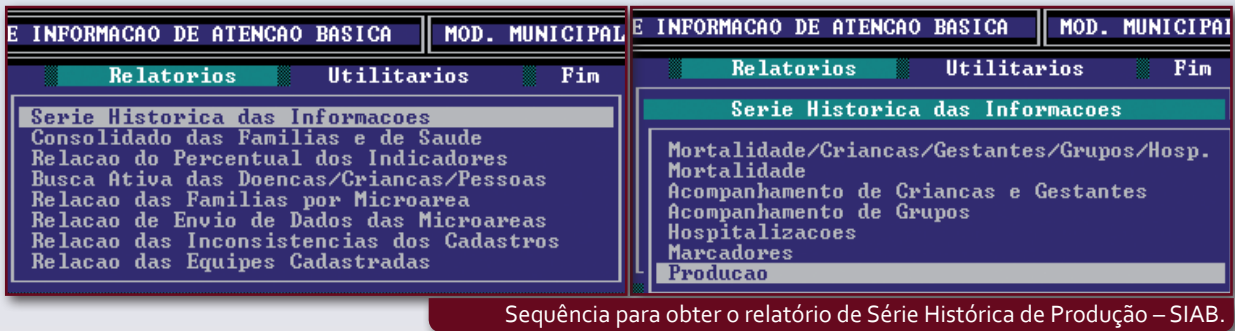 E INFORMACAO DE ATENCAO BASICA MOD. MUNICIPAL
Relatorios Utilitarios Fim
Serie Historica das Informacoes
Consolidado das Familias e de Saude
Relacao do Percentual dos Indicadores
Busca Ativa das Doencas/Criancas/Pessoas
Relacao das Familias por Microarea
Relacao de Envio de Dados das Microareas
Relacao das Inconsistencias dos Cadastros
Relacao das Equipes Cadastradas
E INFORMACAO DE ATENCAO BASICA MOD. MUNICIPAL
Relatorios Utilitarios Fim
Serie Historica das Informacoes
Mortalidade/Criancas/Gestantes/Grupos/Hosp.
Mortalidade
Acompanhamento de Criancas e Gestantes
Acompanhamento de Grupos
Hospitalizacoes
Marcadores
Producao
Sequência para obter o relatório de Série Histórica de Produção – SIAB.